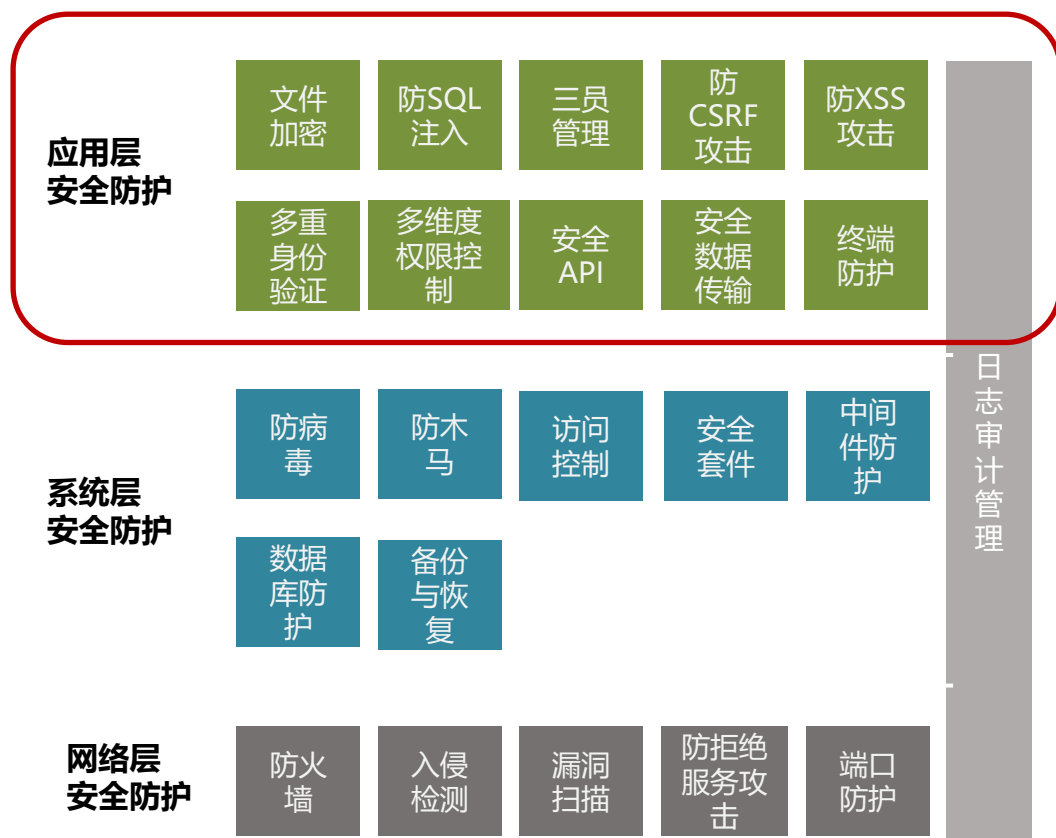 应用层
安全防护
文件
加密
防SQL
注入
三员
管理
防
CSRF
攻击
防XSS
攻击
多重
身份
验证
多维度
权限控
制
安全
API
安全
数据
传输
终端
防护
系统层
安全防护
防病
毒
防木
马
访问
控制
安全
套件
中间
件防
护
数据
库防
护
备份
与恢
复
网络层
安全防护
防火
墙
入侵
检测
漏洞
扫描
防拒绝
服务攻
击
端口
防护
日志审计管理